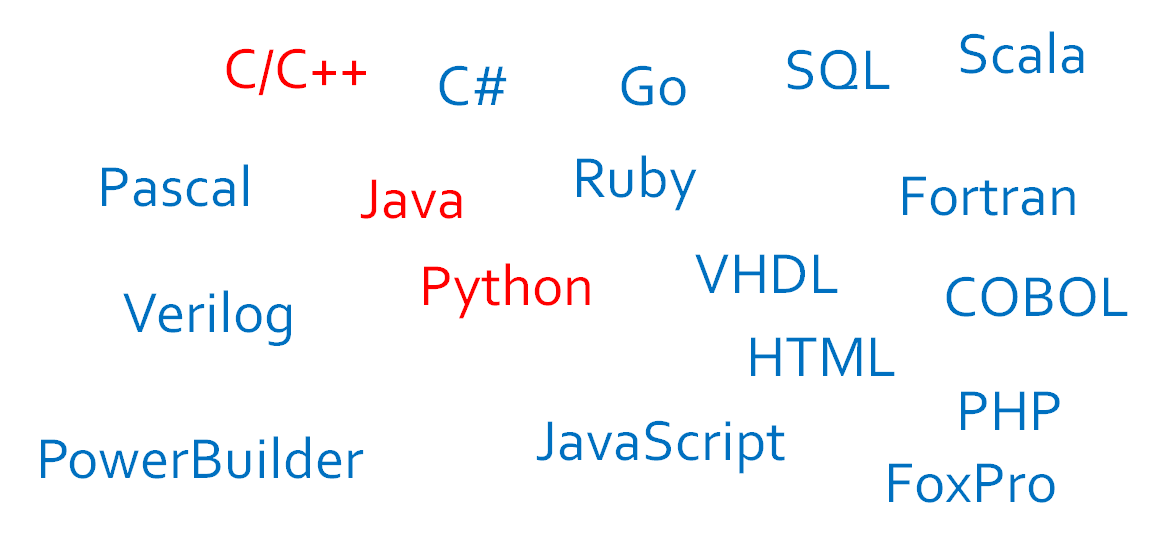 C/C++
C#
Go
SQL
Scala
Pascal
Java
Ruby
Fortran
Verilog
Python
VHDL
COBOL
HTML
PHP
PowerBuilder
JavaScript
FoxPro